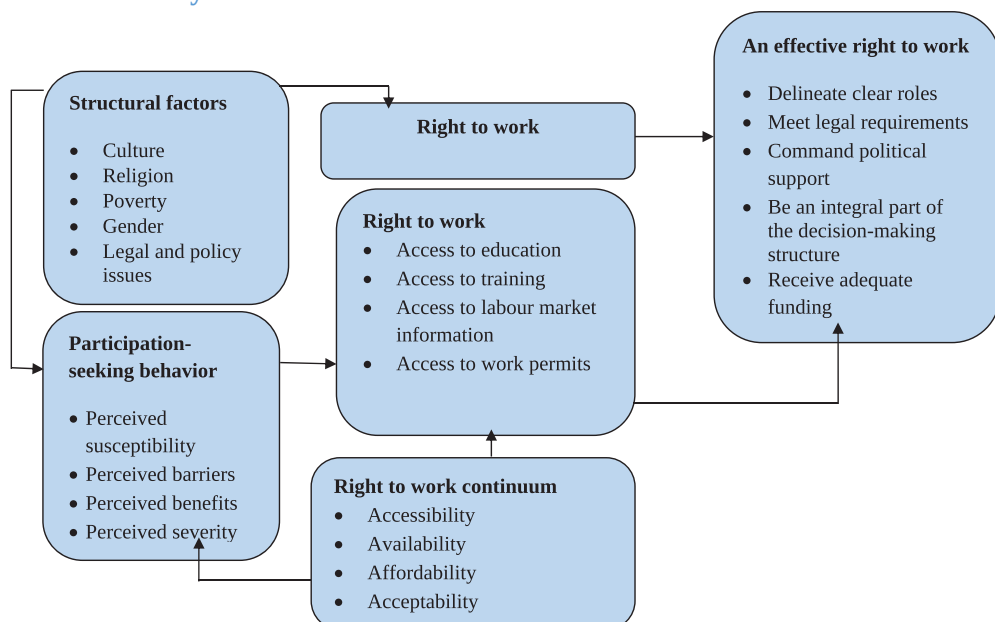 Structural factors
• Culture
• Religion
• Poverty
• Gender
• Legal and policy
issues
Right to work
An effective right to work
• Delineate clear roles
• Meet legal requirements
• Command political
support
• Be an integral part of
the decision-making
structure
• Receive adequate
funding
Right to work
• Access to education
• Access to training
• Access to labour market
information
• Access to work permits
Participation-
seeking behavior
• Perceived
susceptibility
• Perceived barriers
• Perceived benefits
• Perceived severity
Right to work continuum
• Accessibility
• Availability
• Affordability
• Acceptability